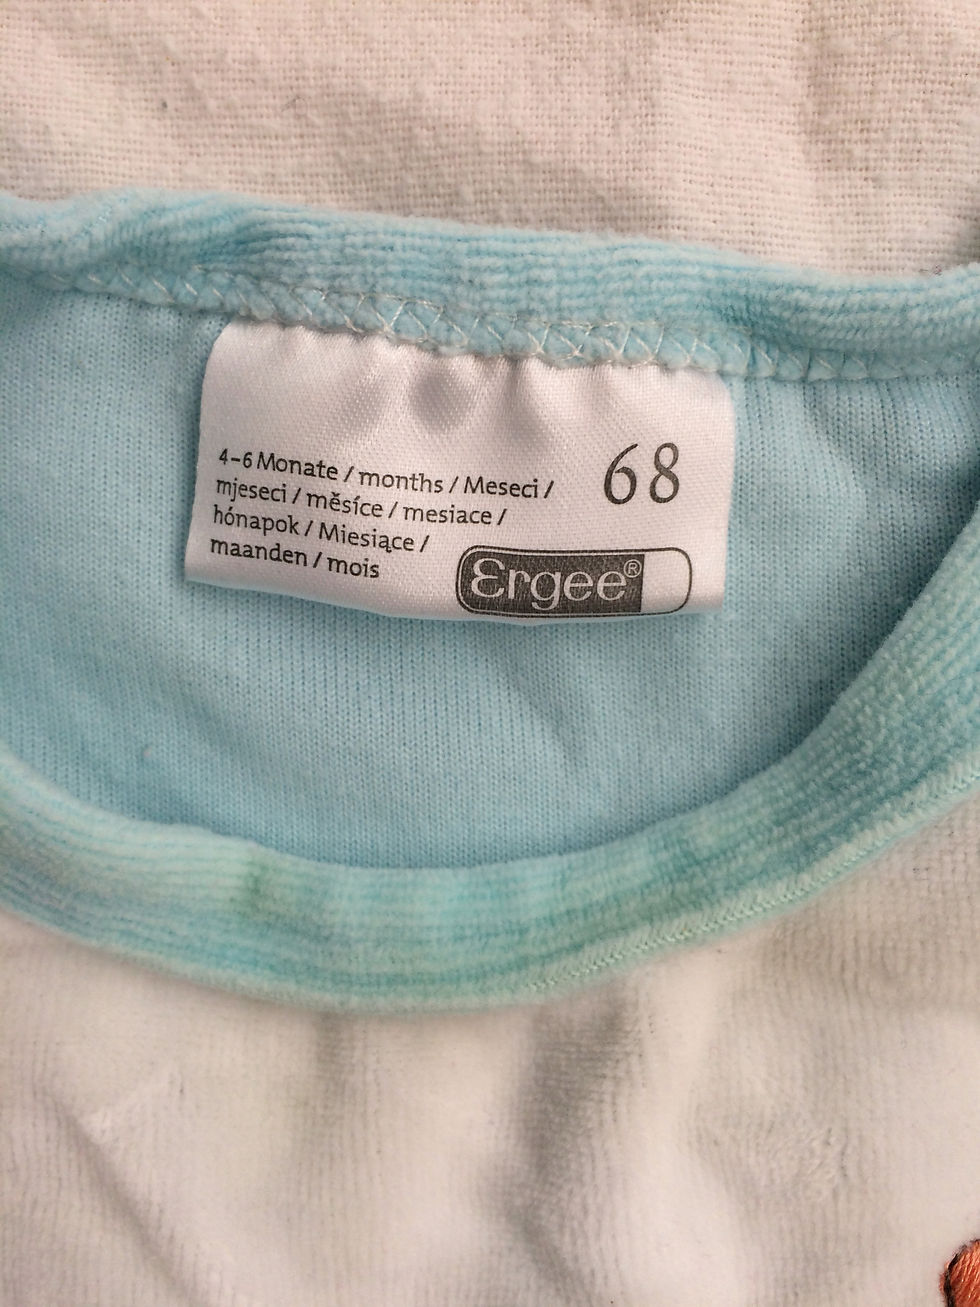 4-6 Monate / months / Meseci /
mjeseci / měsíce / mesiace /
hónapok / Miesiące /
maanden / mois
68
Ergee®